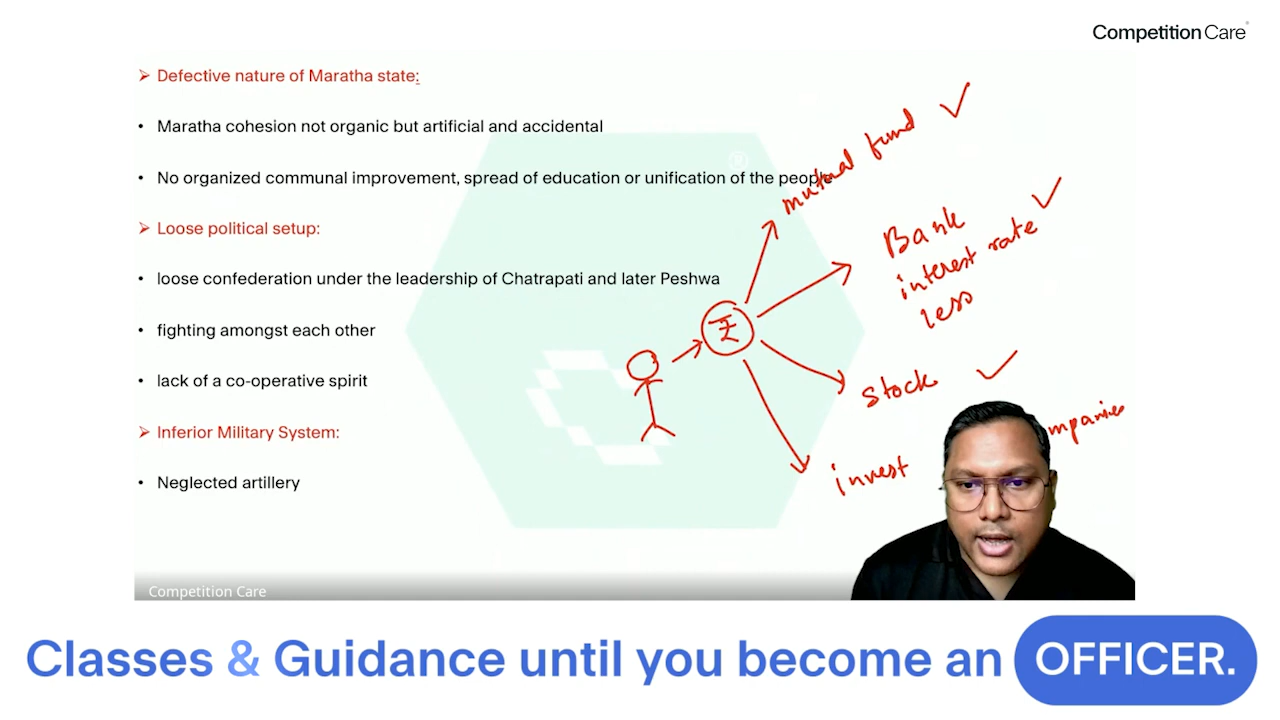 Competition Care
➢ Defective nature of Maratha state:
• Maratha cohesion not organic but artificial and accidental
• No organized communal improvement, spread of education or unification of the people
➢ Loose political setup:
• loose confederation under the leadership of Chatrapati and later Peshwa
• fighting amongst each other
• lack of a co-operative spirit
➢ Inferior Military System:
• Neglected artillery
mutual fund
Bank
interest rate
less
₹
stock
invest
mpanies
Competition Care
Classes & Guidance until you become an OFFICER.